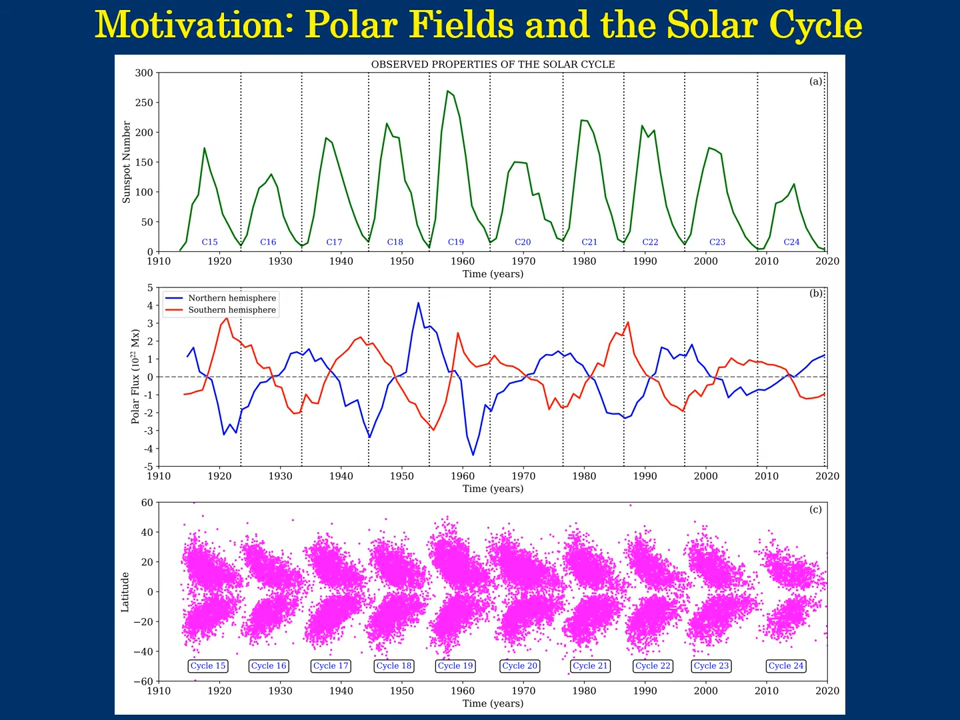 Motivation: Polar Fields and the Solar Cycle
OBSERVED PROPERTIES OF THE SOLAR CYCLE
(a)
Sunspot Number
300
250
200
150
100
50
0
C15 C16 C17 C18 C19 C20 C21 C22 C23 C24
1910 1920 1930 1940 1950 1960 1970 1980 1990 2000 2010 2020
Time (years)
(b)
Northern hemisphere
Southern hemisphere
Polar Flux (10²² Mx)
5
4
3
2
1
0
-1
-2
-3
-4
-5
1910 1920 1930 1940 1950 1960 1970 1980 1990 2000 2010 2020
Time (years)
(c)
Latitude
60
40
20
0
−20
−40
−60
Cycle 15 Cycle 16 Cycle 17 Cycle 18 Cycle 19 Cycle 20 Cycle 21 Cycle 22 Cycle 23 Cycle 24
1910 1920 1930 1940 1950 1960 1970 1980 1990 2000 2010 2020
Time (years)